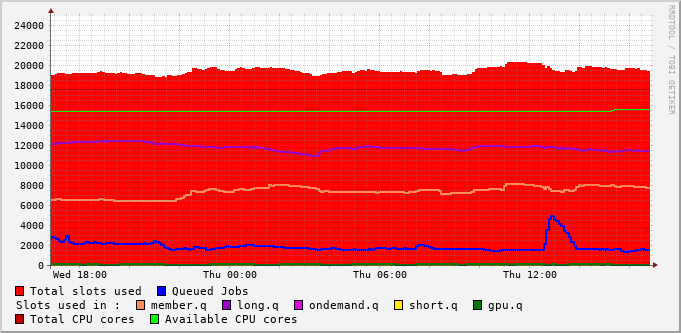 RRDTOOL / TOBI OETIKER
24000
22000
20000
18000
16000
14000
12000
10000
8000
6000
4000
2000
0
Wed 18:00 Thu 00:00 Thu 06:00 Thu 12:00
Total slots used Queued Jobs
Slots used in : member.q long.q ondemand.q short.q gpu.q
Total CPU cores Available CPU cores